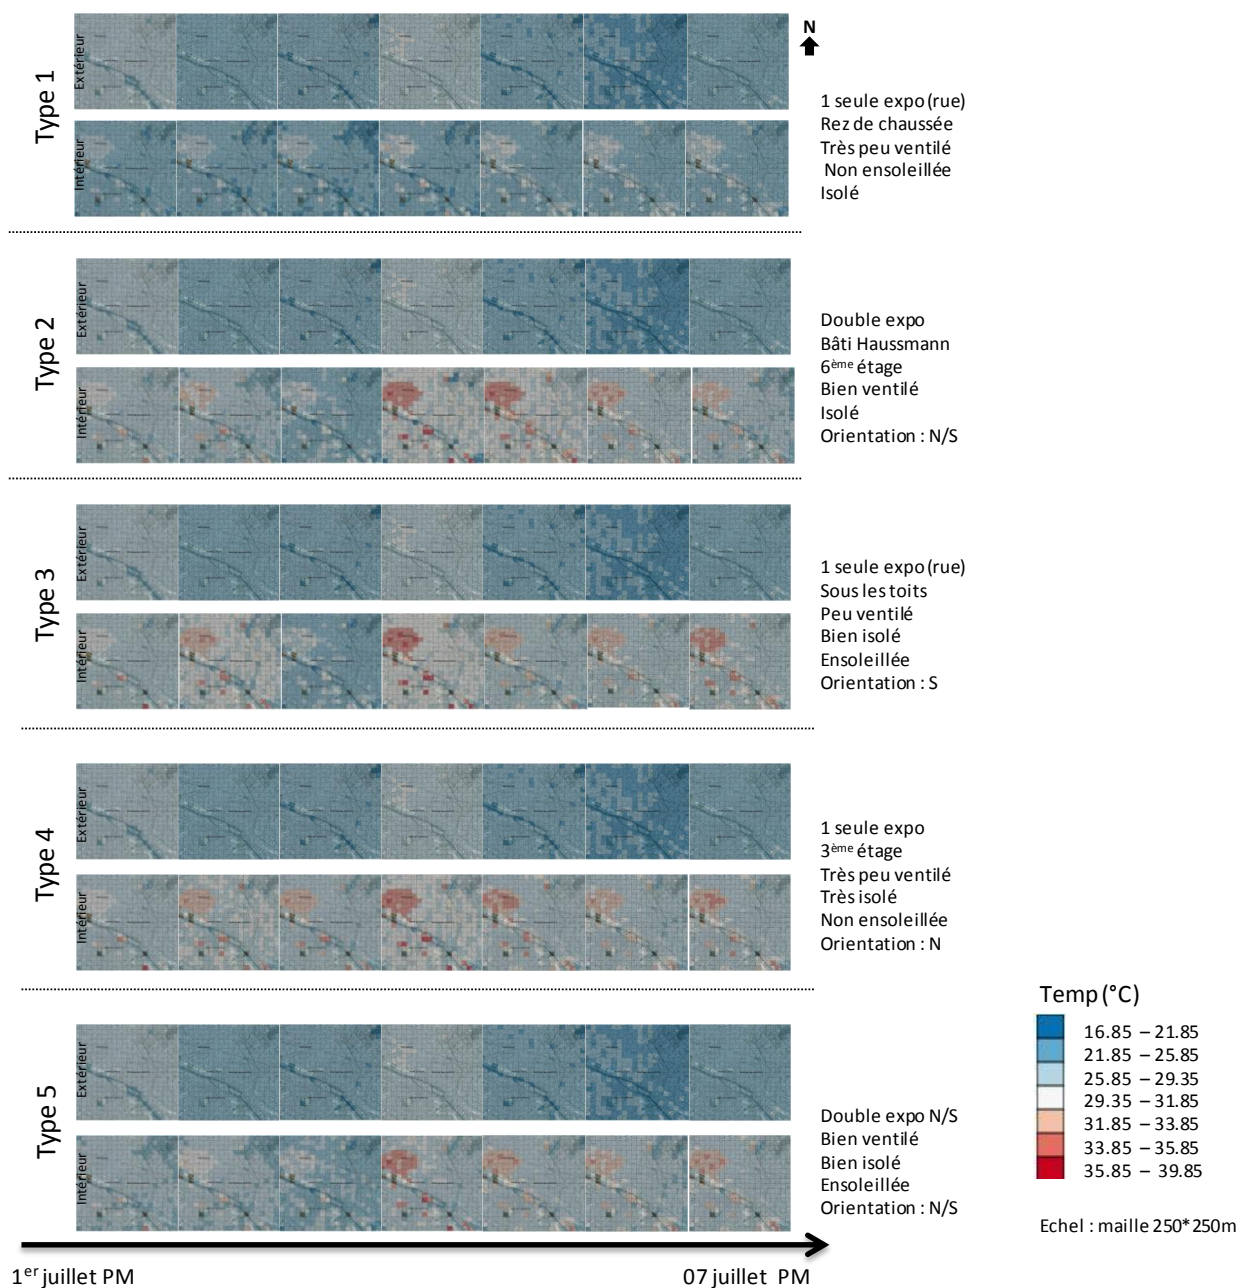 N
Type 1
Extérieur
Intérieur
1 seule expo (rue)
Rez de chaussée
Très peu ventilé
Non ensoleillée
Isolé
Type 2
Extérieur
Intérieur
Double expo
Bâti Haussmann
6ème étage
Bien ventilé
Isolé
Orientation : N/S
Type 3
Extérieur
Intérieur
1 seule expo (rue)
Sous les toits
Peu ventilé
Bien isolé
Ensoleillée
Orientation : S
Type 4
Extérieur
Intérieur
1 seule expo
3ème étage
Très peu ventilé
Très isolé
Non ensoleillée
Orientation : N
Type 5
Extérieur
Intérieur
Double expo N/S
Bien ventilé
Bien isolé
Ensoleillée
Orientation : N/S
Temp (°C)
16.85 – 21.85
21.85 – 25.85
25.85 – 29.35
29.35 – 31.85
31.85 – 33.85
33.85 – 35.85
35.85 – 39.85
Echel : maille 250*250m
1er juillet PM
07 juillet PM